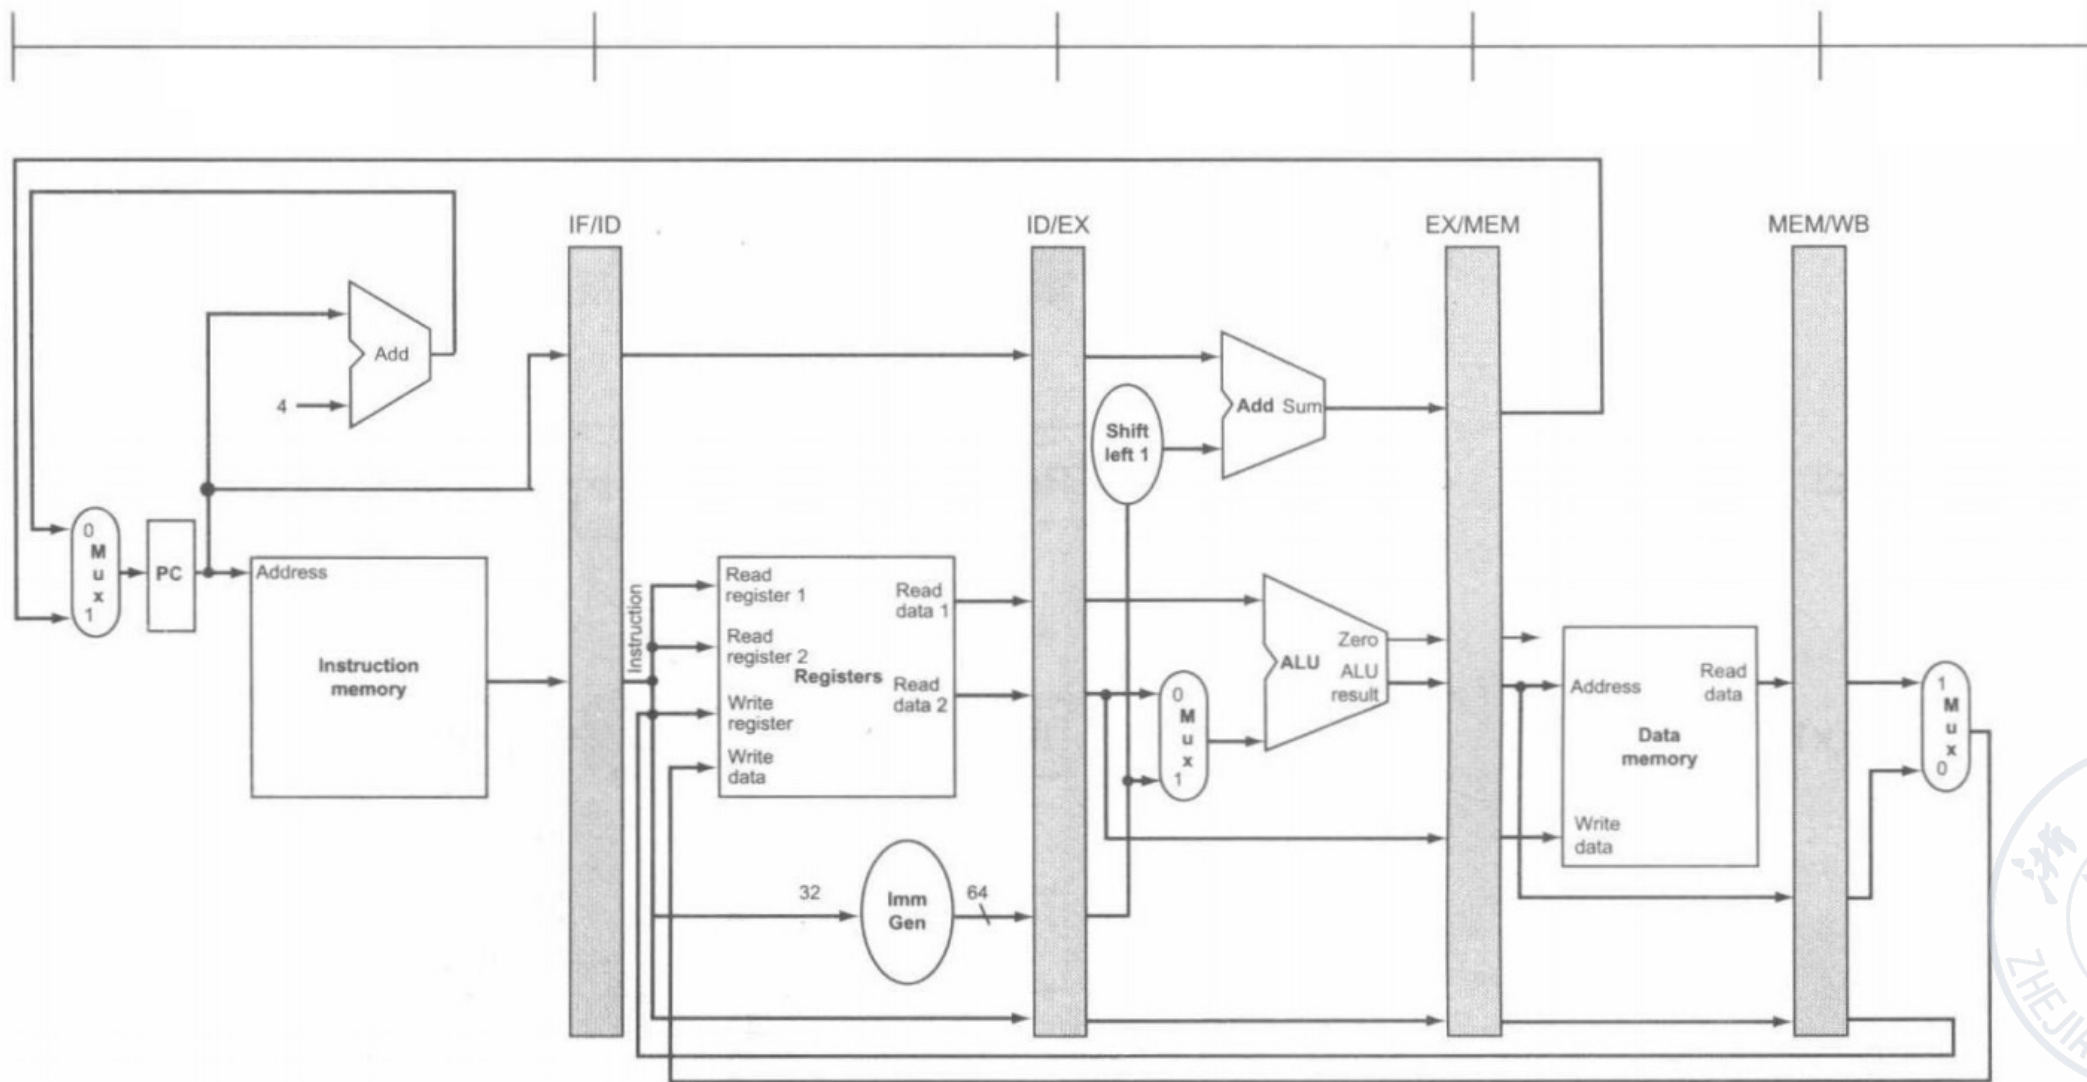 IF/ID
ID/EX
EX/MEM
MEM/WB
Add
4
Add Sum
Shift
left 1
0
M
u
x
1
PC
Address
Instruction
memory
Instruction
Read
register 1
Read
register 2
Registers
Write
register
Write
data
Read
data 1
Read
data 2
0
M
u
x
1
Zero
ALU
ALU
result
Address
Read
data
Data
memory
Write
data
1
M
u
x
0
32
Imm
Gen
64
浙
ZHEJIA